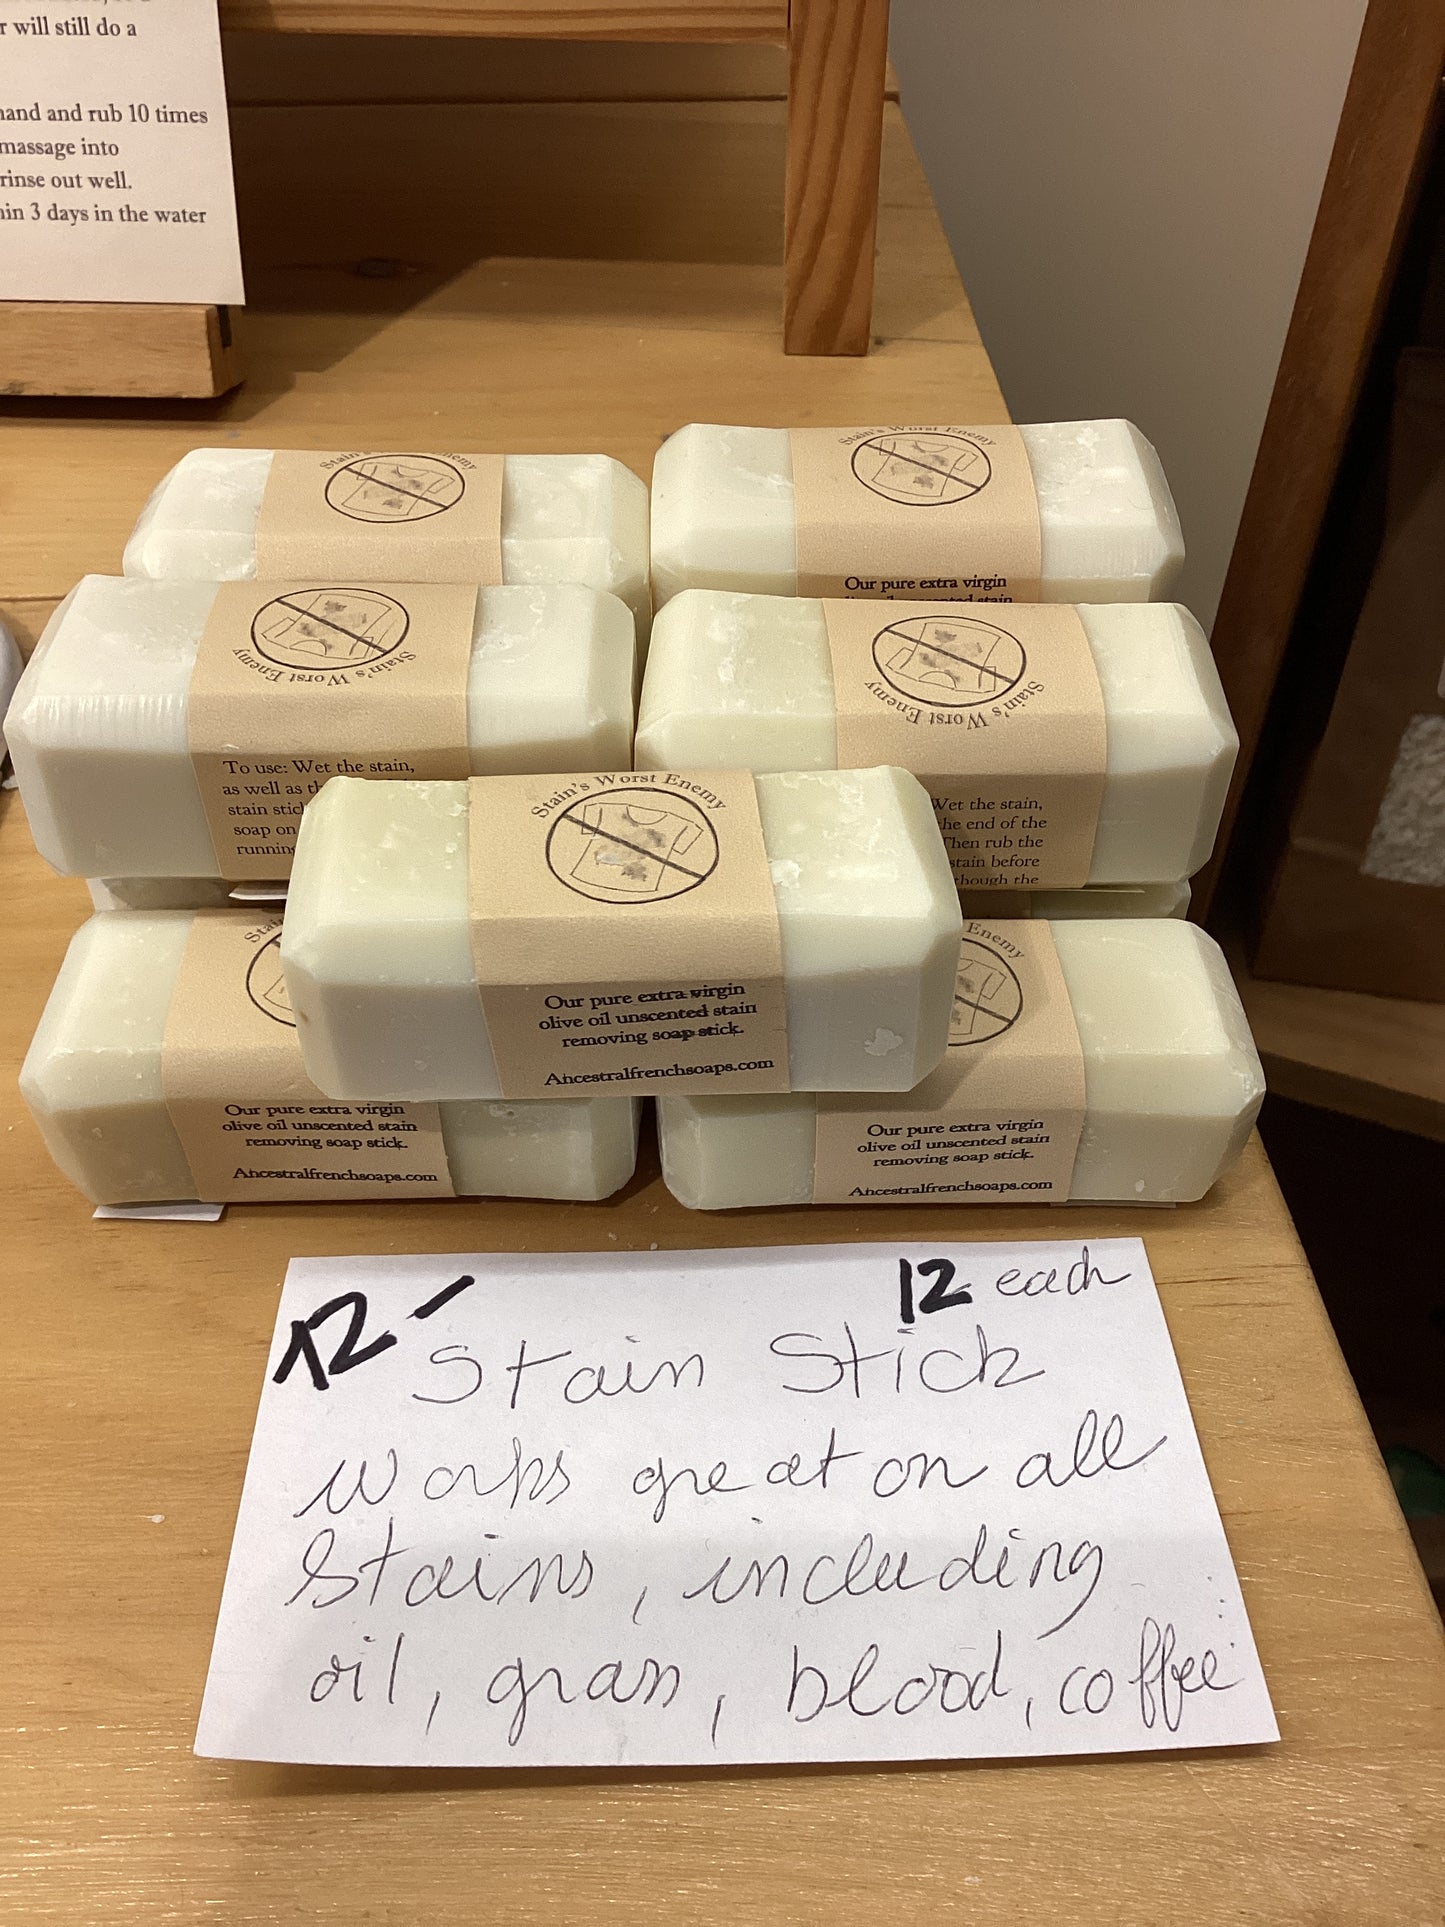 r will still do a
hand and rub 10 times
massage into
rinse out well.
in 3 days in the water
Stain's Enemy
Stain's Worst Enemy
Our pure extra virgin
Stain's Worst Enemy
To use: Wet the stain,
as well as
stain
soap on
Stain's Worst Enemy
Wet the stain,
the end of the
Then rub the
stain before
though the
Stain's Worst Enemy
Our pure extra virgin
olive oil unscented stain
removing soap stick.
Ancestralfrenchsoaps.com
Our pure extra virgin
olive oil unscented stain
removing soap stick.
Ancestralfrenchsoaps.com
Enemy
Our pure extra virgin
olive oil unscented stain
removing soap stick.
Ancestralfrenchsoaps.com
12- 12 each
Stain Stick
works great on all
Stains, including
oil, grass, blood, coffee...